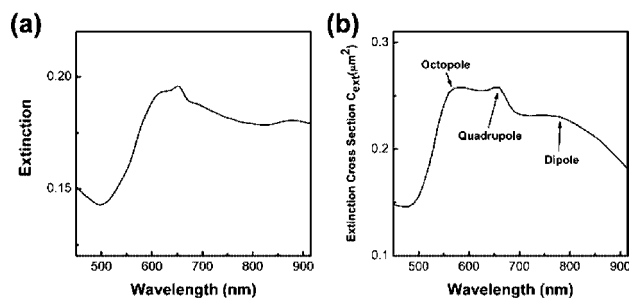 (a)
(b)
0.20
0.15
Extinction
500 600 700 800 900
Wavelength (nm)
0.3
0.2
0.1
Extinction Cross Section Cext(μm2)
Octopole
Quadrupole
Dipole
500 600 700 800 900
Wavelength (nm)